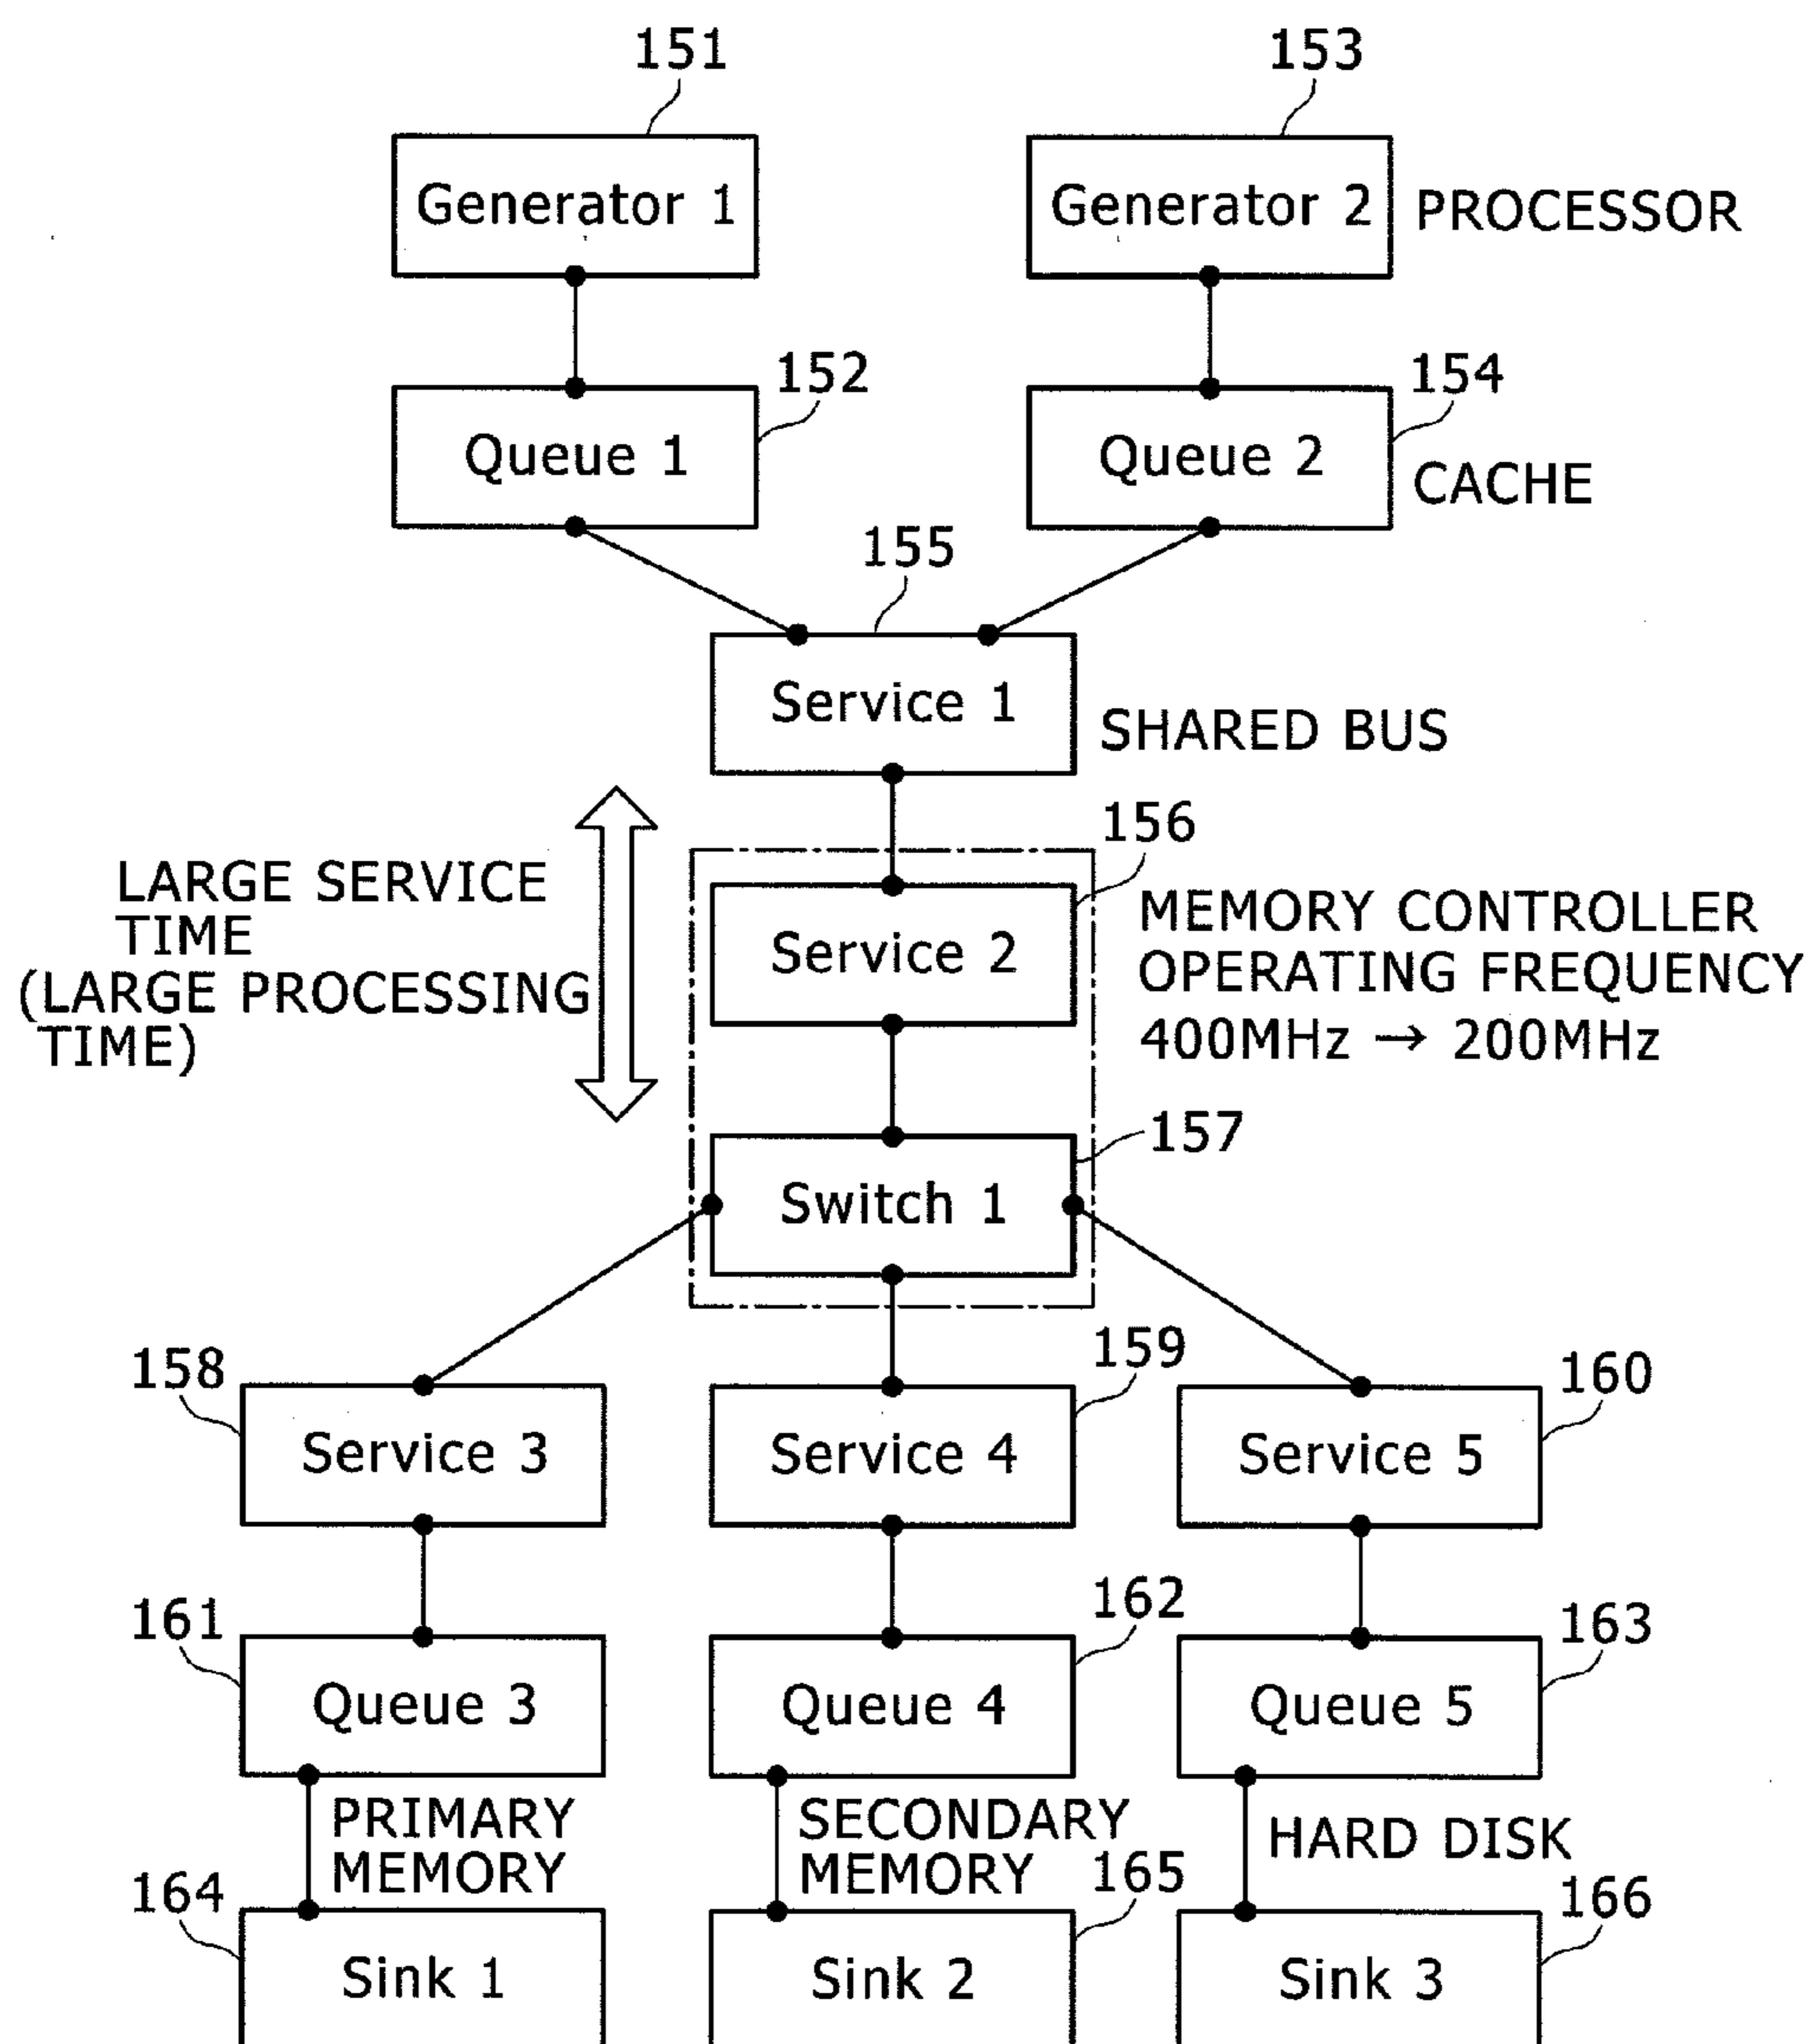 151
153
Generator 1
Generator 2
PROCESSOR
152
154
Queue 1
Queue 2
CACHE
155
Service 1
SHARED BUS
156
LARGE SERVICE
TIME
(LARGE PROCESSING
TIME)
Service 2
MEMORY CONTROLLER
OPERATING FREQUENCY
400MHz → 200MHz
157
Switch 1
158
159
160
Service 3
Service 4
Service 5
161
162
163
Queue 3
Queue 4
Queue 5
PRIMARY
MEMORY
SECONDARY
MEMORY
HARD DISK
164
165
166
Sink 1
Sink 2
Sink 3